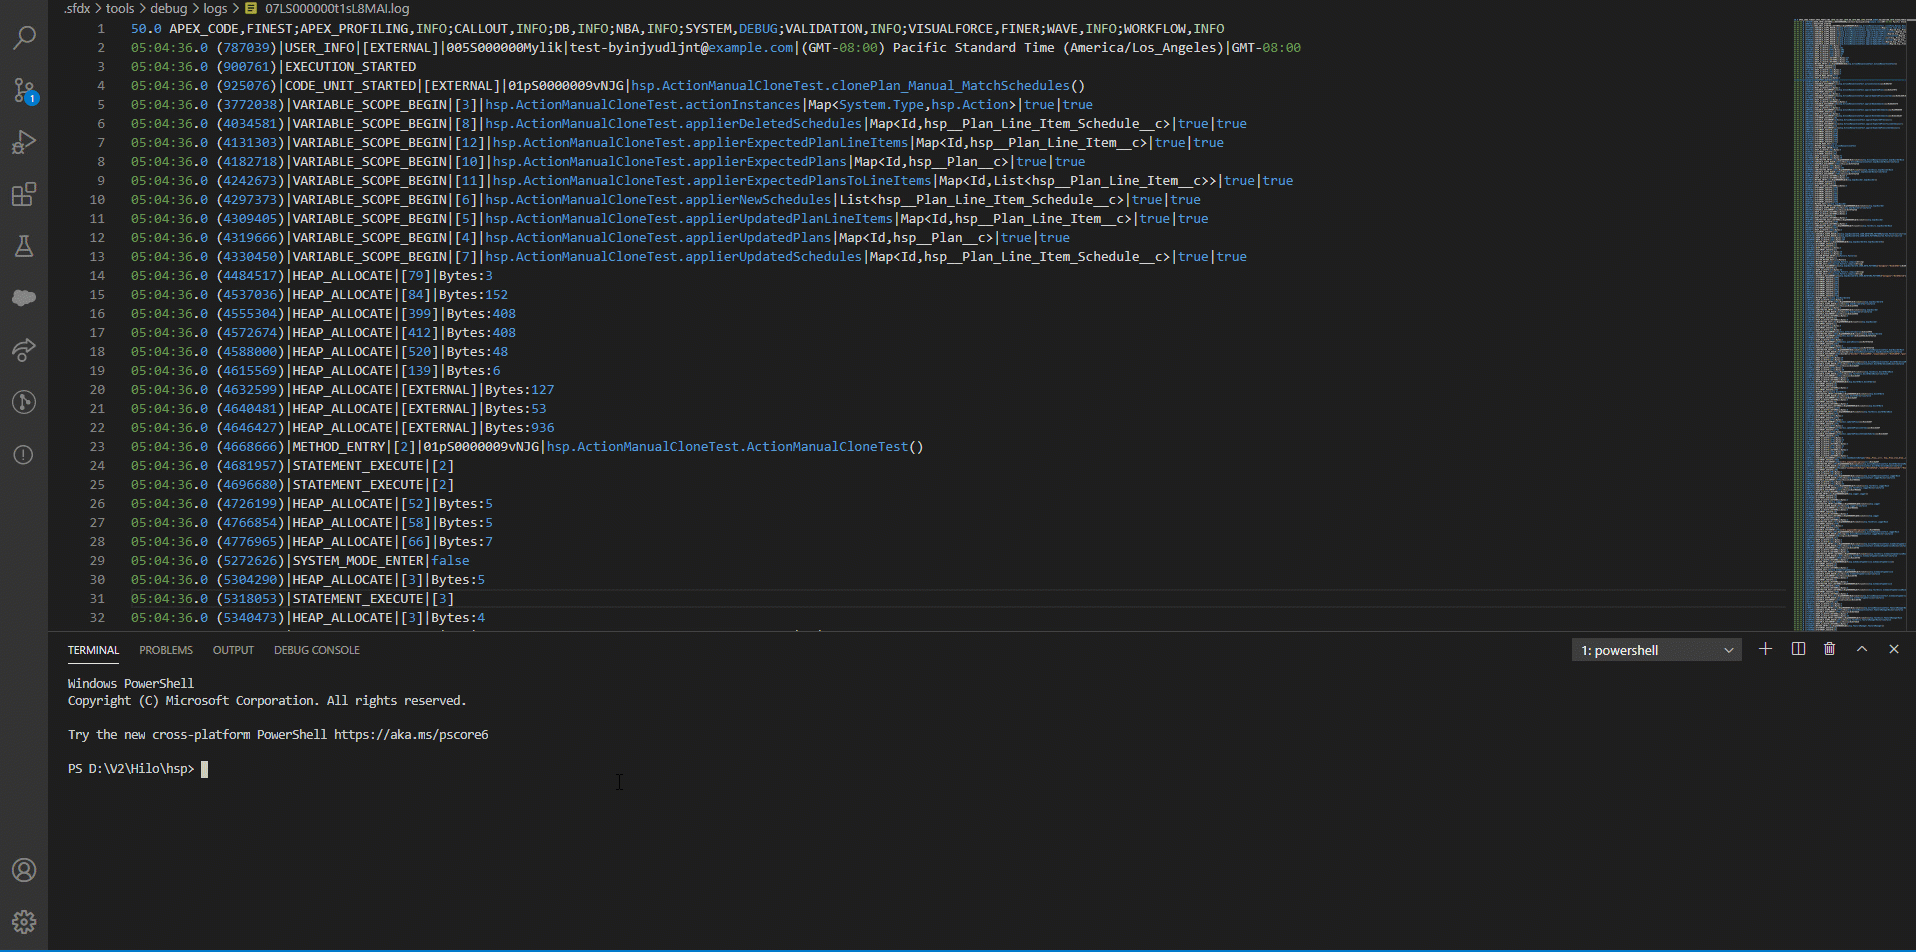 .sfdx > tools > debug > logs > 07LS000000t1sL8MAI.log
1 50.0 APEX_CODE,FINEST;APEX_PROFILING,INFO;CALLOUT,INFO;DB,INFO;NBA,INFO;SYSTEM,DEBUG;VALIDATION,INFO;VISUALFORCE,FINER;WAVE,INFO;WORKFLOW,INFO
2 05:04:36.0 (787039)|USER_INFO|[EXTERNAL]|005S000000Mylik|test-byinjyudljnt@example.com|(GMT-08:00) Pacific Standard Time (America/Los_Angeles)|GMT-08:00
3 05:04:36.0 (900761)|EXECUTION_STARTED
4 05:04:36.0 (925076)|CODE_UNIT_STARTED|[EXTERNAL]|01pS0000009vNJG|hsp.ActionManualCloneTest.clonePlan_Manual_MatchSchedules()
5 05:04:36.0 (3772038)|VARIABLE_SCOPE_BEGIN|[3]|hsp.ActionManualCloneTest.actionInstances|Map<System.Type,hsp.Action>|true|true
6 05:04:36.0 (4034581)|VARIABLE_SCOPE_BEGIN|[8]|hsp.ActionManualCloneTest.applierDeletedSchedules|Map<Id,hsp__Plan_Line_Item_Schedule__c>|true|true
7 05:04:36.0 (4131303)|VARIABLE_SCOPE_BEGIN|[12]|hsp.ActionManualCloneTest.applierExpectedPlanLineItems|Map<Id,hsp__Plan_Line_Item__c>|true|true
8 05:04:36.0 (4182718)|VARIABLE_SCOPE_BEGIN|[10]|hsp.ActionManualCloneTest.applierExpectedPlans|Map<Id,hsp__Plan__c>|true|true
9 05:04:36.0 (4242673)|VARIABLE_SCOPE_BEGIN|[11]|hsp.ActionManualCloneTest.applierExpectedPlansToLineItems|Map<Id,List<hsp__Plan_Line_Item__c>>|true|true
10 05:04:36.0 (4297373)|VARIABLE_SCOPE_BEGIN|[6]|hsp.ActionManualCloneTest.applierNewSchedules|List<hsp__Plan_Line_Item_Schedule__c>|true|true
11 05:04:36.0 (4309405)|VARIABLE_SCOPE_BEGIN|[5]|hsp.ActionManualCloneTest.applierUpdatedPlanLineItems|Map<Id,hsp__Plan_Line_Item__c>|true|true
12 05:04:36.0 (4319666)|VARIABLE_SCOPE_BEGIN|[4]|hsp.ActionManualCloneTest.applierUpdatedPlans|Map<Id,hsp__Plan__c>|true|true
13 05:04:36.0 (4330450)|VARIABLE_SCOPE_BEGIN|[7]|hsp.ActionManualCloneTest.applierUpdatedSchedules|Map<Id,hsp__Plan_Line_Item_Schedule__c>|true|true
14 05:04:36.0 (4484517)|HEAP_ALLOCATE|[79]|Bytes:3
15 05:04:36.0 (4537036)|HEAP_ALLOCATE|[84]|Bytes:152
16 05:04:36.0 (4555304)|HEAP_ALLOCATE|[399]|Bytes:408
17 05:04:36.0 (4572674)|HEAP_ALLOCATE|[412]|Bytes:408
18 05:04:36.0 (4588000)|HEAP_ALLOCATE|[520]|Bytes:48
19 05:04:36.0 (4615569)|HEAP_ALLOCATE|[139]|Bytes:6
20 05:04:36.0 (4632599)|HEAP_ALLOCATE|[EXTERNAL]|Bytes:127
21 05:04:36.0 (4640481)|HEAP_ALLOCATE|[EXTERNAL]|Bytes:53
22 05:04:36.0 (4646427)|HEAP_ALLOCATE|[EXTERNAL]|Bytes:936
23 05:04:36.0 (4668666)|METHOD_ENTRY|[2]|01pS0000009vNJG|hsp.ActionManualCloneTest.ActionManualCloneTest()
24 05:04:36.0 (4681957)|STATEMENT_EXECUTE|[2]
25 05:04:36.0 (4696680)|STATEMENT_EXECUTE|[2]
26 05:04:36.0 (4726199)|HEAP_ALLOCATE|[52]|Bytes:5
27 05:04:36.0 (4766854)|HEAP_ALLOCATE|[58]|Bytes:5
28 05:04:36.0 (4776965)|HEAP_ALLOCATE|[66]|Bytes:7
29 05:04:36.0 (5272626)|SYSTEM_MODE_ENTER|false
30 05:04:36.0 (5304290)|HEAP_ALLOCATE|[3]|Bytes:5
31 05:04:36.0 (5318053)|STATEMENT_EXECUTE|[3]
32 05:04:36.0 (5340473)|HEAP_ALLOCATE|[3]|Bytes:4
1
TERMINAL PROBLEMS OUTPUT DEBUG CONSOLE 1: powershell
Windows PowerShell
Copyright (C) Microsoft Corporation. All rights reserved.
Try the new cross-platform PowerShell https://aka.ms/pscore6
PS D:\V2\Hilo\hsp>